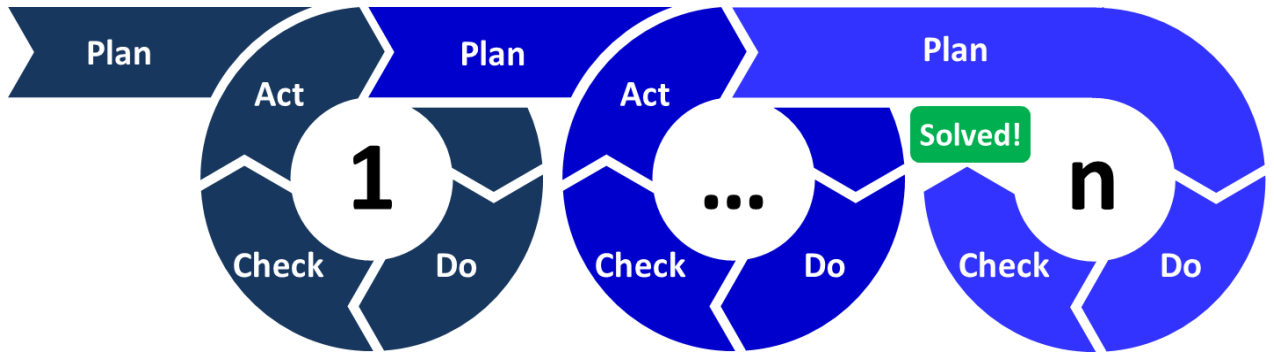 Plan
Act
1
Check
Do
Plan
Act
...
Check
Do
Plan
Solved!
n
Check
Do